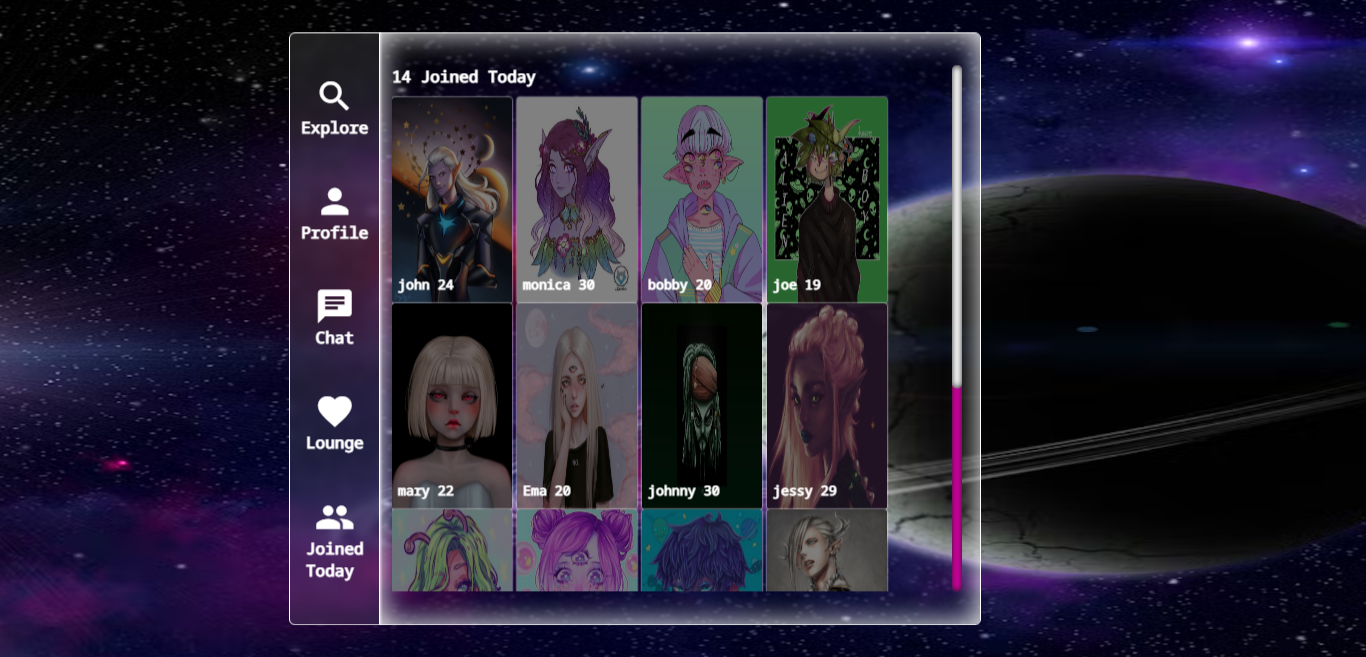 14 Joined Today
Explore
Profile
Chat
Lounge
Joined
Today
john 24
monica 30
bobby 20
joe 19
mary 22
Ema 20
johnny 30
jessy 29